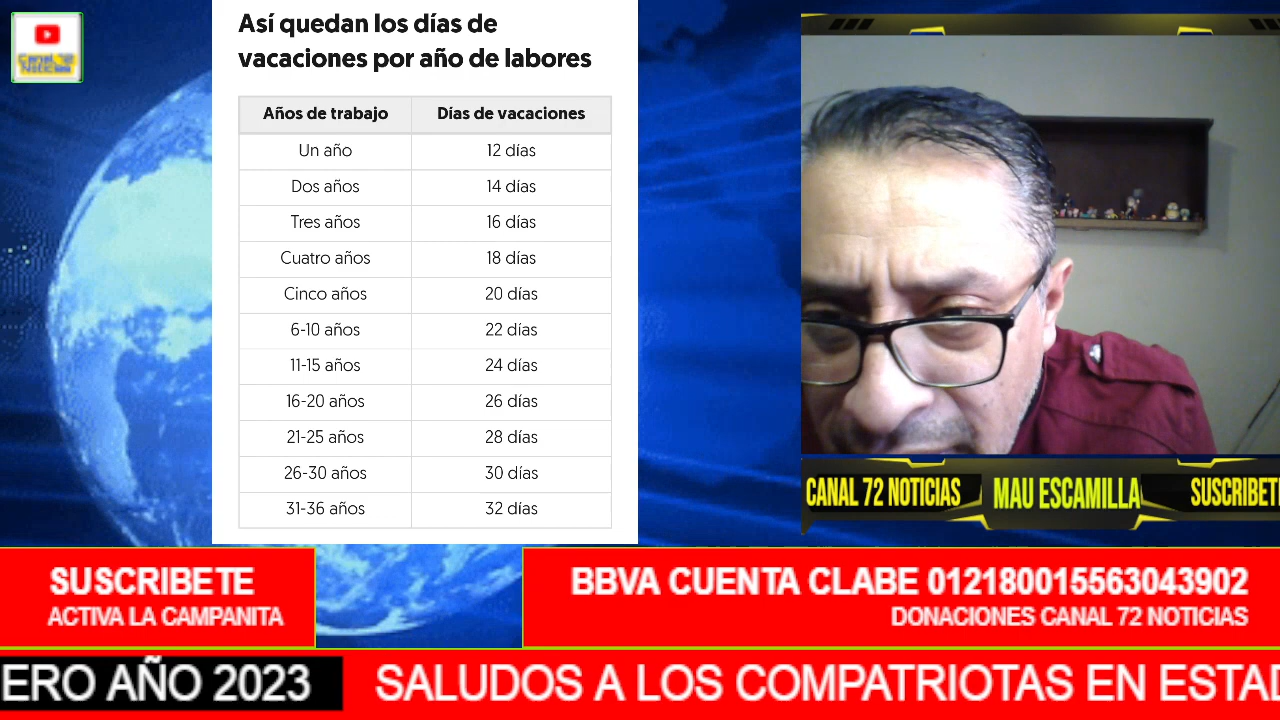 Canal 72
Noticias
Así quedan los días de
vacaciones por año de labores
Años de trabajo Días de vacaciones
Un año 12 días
Dos años 14 días
Tres años 16 días
Cuatro años 18 días
Cinco años 20 días
6-10 años 22 días
11-15 años 24 días
16-20 años 26 días
21-25 años 28 días
26-30 años 30 días
31-36 años 32 días
CANAL 72 NOTICIAS MAU ESCAMILLA SUSCRIBETE
SUSCRIBETE
ACTIVA LA CAMPANITA
BBVA CUENTA CLABE 012180015563043902
DONACIONES CANAL 72 NOTICIAS
ERO AÑO 2023 SALUDOS A LOS COMPATRIOTAS EN ESTAD